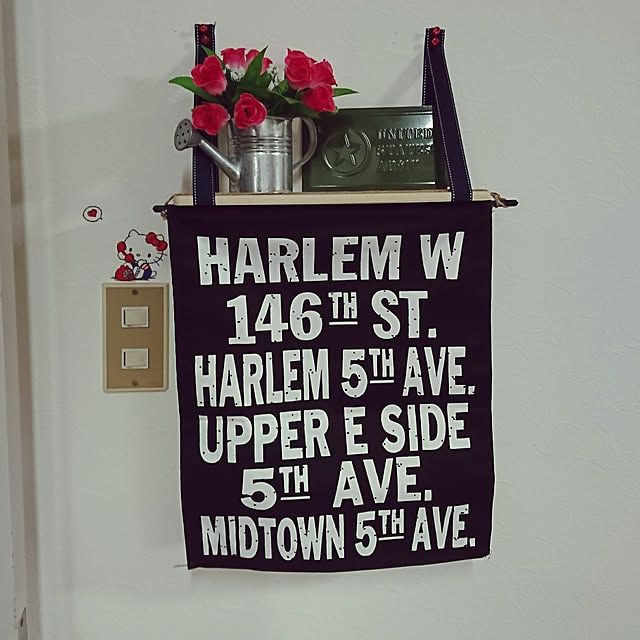 UNITED
STATES
ARMY
HARLEM W
146TH ST.
HARLEM 5TH AVE.
UPPER E SIDE
5TH AVE.
MIDTOWN 5TH AVE.